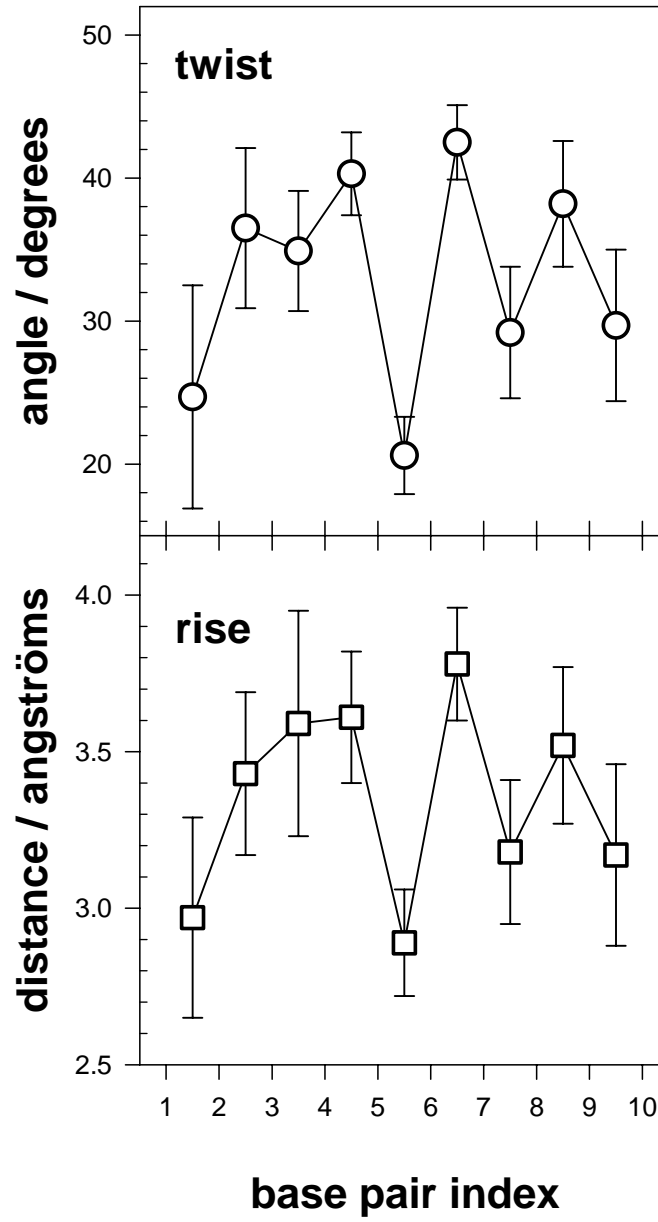 twist
angle / degrees
50
40
30
20
rise
distance / angströms
4.0
3.5
3.0
2.5
1 2 3 4 5 6 7 8 9 10
base pair index